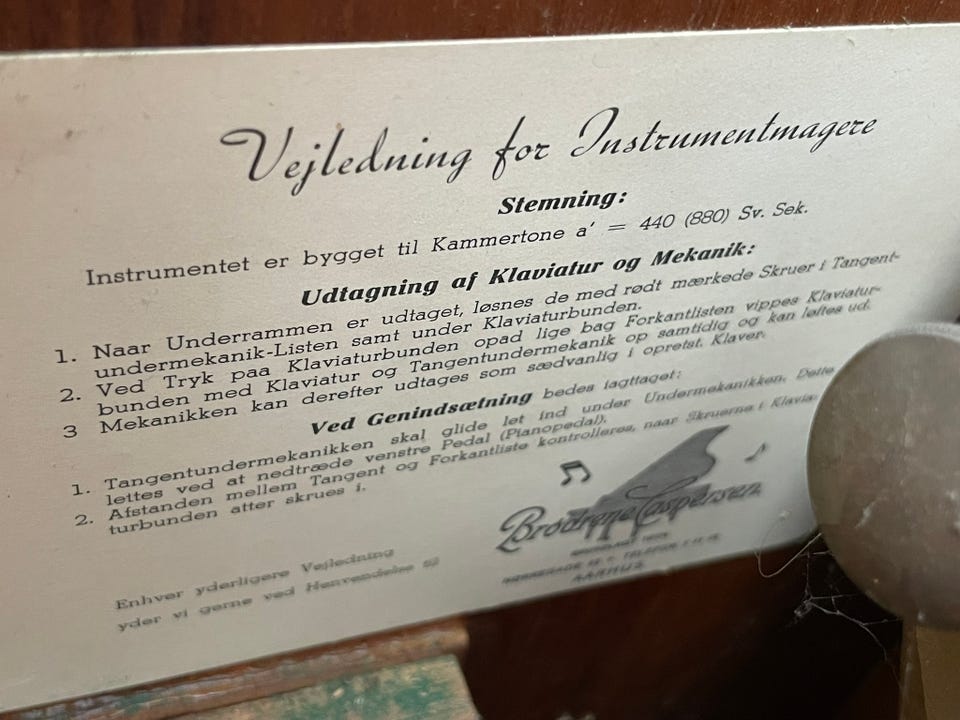 Vejledning for Instrumentmagere
Stemning:
Instrumentet er bygget til Kammertone a' = 440 (880) Sv. Sek.
Udtagning af Klaviatur og Mekanik:
1. Naar Underrammen er udtaget, løsnes de med rødt mærkede Skruer i Tangent-
undermekanik-Listen samt under Klaviaturbunden.
2. Ved Tryk paa Klaviaturbunden opad lige bag Forkantlisten vippes Klaviatur-
bunden med Klaviatur og Tangentundermekanik op samtidig og kan løftes ud.
3 Mekanikken kan derefter udtages som sædvanlig i opretst. Klaver.
Ved Genindsætning bedes iagttaget:
1. Tangentundermekanikken skal glide let ind under Undermekanikken. Dette
lettes ved at nedtræde venstre Pedal (Pianopedal).
2. Afstanden mellem Tangent og Forkantliste kontrolleres, naar Skruerne i Klavia-
turbunden atter skrues i.
Enhver yderligere Vejledning
yder vi gerne ved Henvendelse til
Brødrene Caspersen
AARHUS